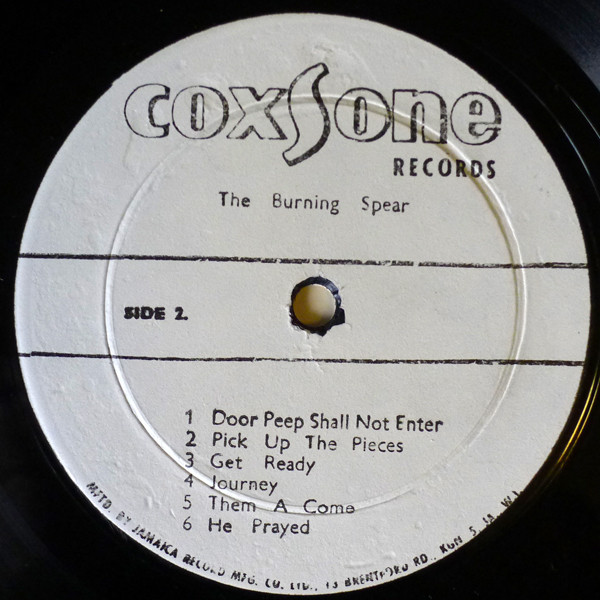 coxsone
RECORDS
The Burning Spear
SIDE 2.
1 Door Peep Shall Not Enter
2 Pick Up The Pieces
3 Get Ready
4 Journey
5 Them A Come
6 He Prayed
MFTD. BY JAMAICA RECORD MFG. CO. LTD., 13 BRENTFORD RD., KGN 5. JA. W.I.